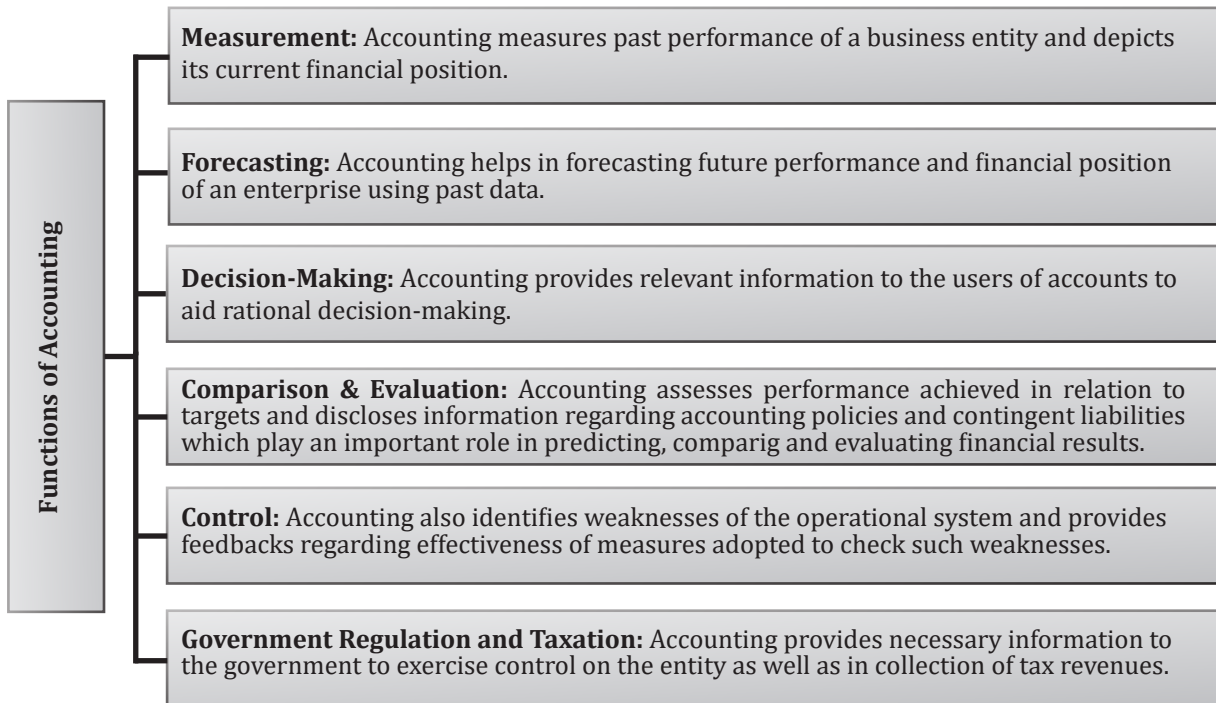 Functions of Accounting
Measurement: Accounting measures past performance of a business entity and depicts
its current financial position.
Forecasting: Accounting helps in forecasting future performance and financial position
of an enterprise using past data.
Decision-Making: Accounting provides relevant information to the users of accounts to
aid rational decision-making.
Comparison & Evaluation: Accounting assesses performance achieved in relation to
targets and discloses information regarding accounting policies and contingent liabilities
which play an important role in predicting, comparig and evaluating financial results.
Control: Accounting also identifies weaknesses of the operational system and provides
feedbacks regarding effectiveness of measures adopted to check such weaknesses.
Government Regulation and Taxation: Accounting provides necessary information to
the government to exercise control on the entity as well as in collection of tax revenues.